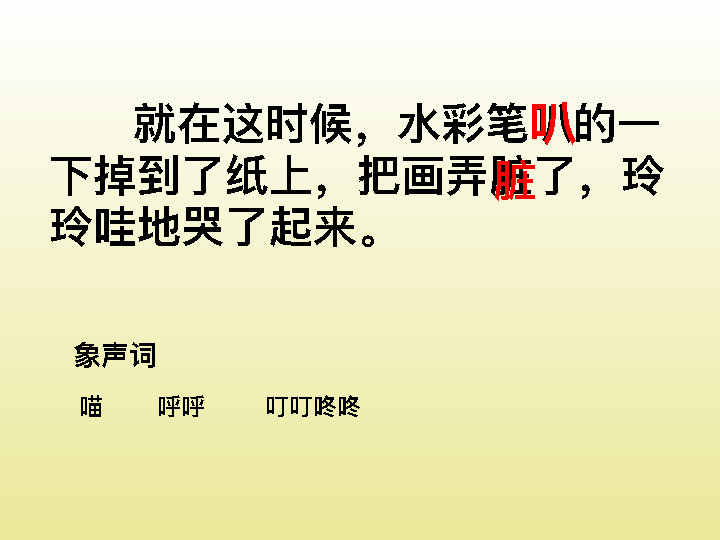 就在这时候，水彩笔叭的一
下掉到了纸上，把画弄脏了，玲
玲哇地哭了起来。
象声词
喵 呼呼 叮叮咚咚